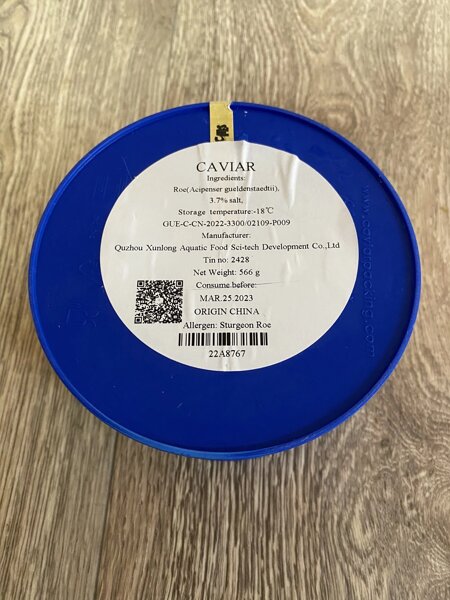 CAVIAR
Ingredients:
Roe(Acipenser gueldenstaedtii),
3.7% salt,
Storage temperature:-18℃
GUE-C-CN-2022-3300/02109-P009
Manufacturer:
Quzhou Xunlong Aquatic Food Sci-tech Development Co.,Ltd
Tin no: 2428
Net Weight: 566 g
Consume before:
MAR.25.2023
ORIGIN CHINA
Allergen: Sturgeon Roe
22A8767